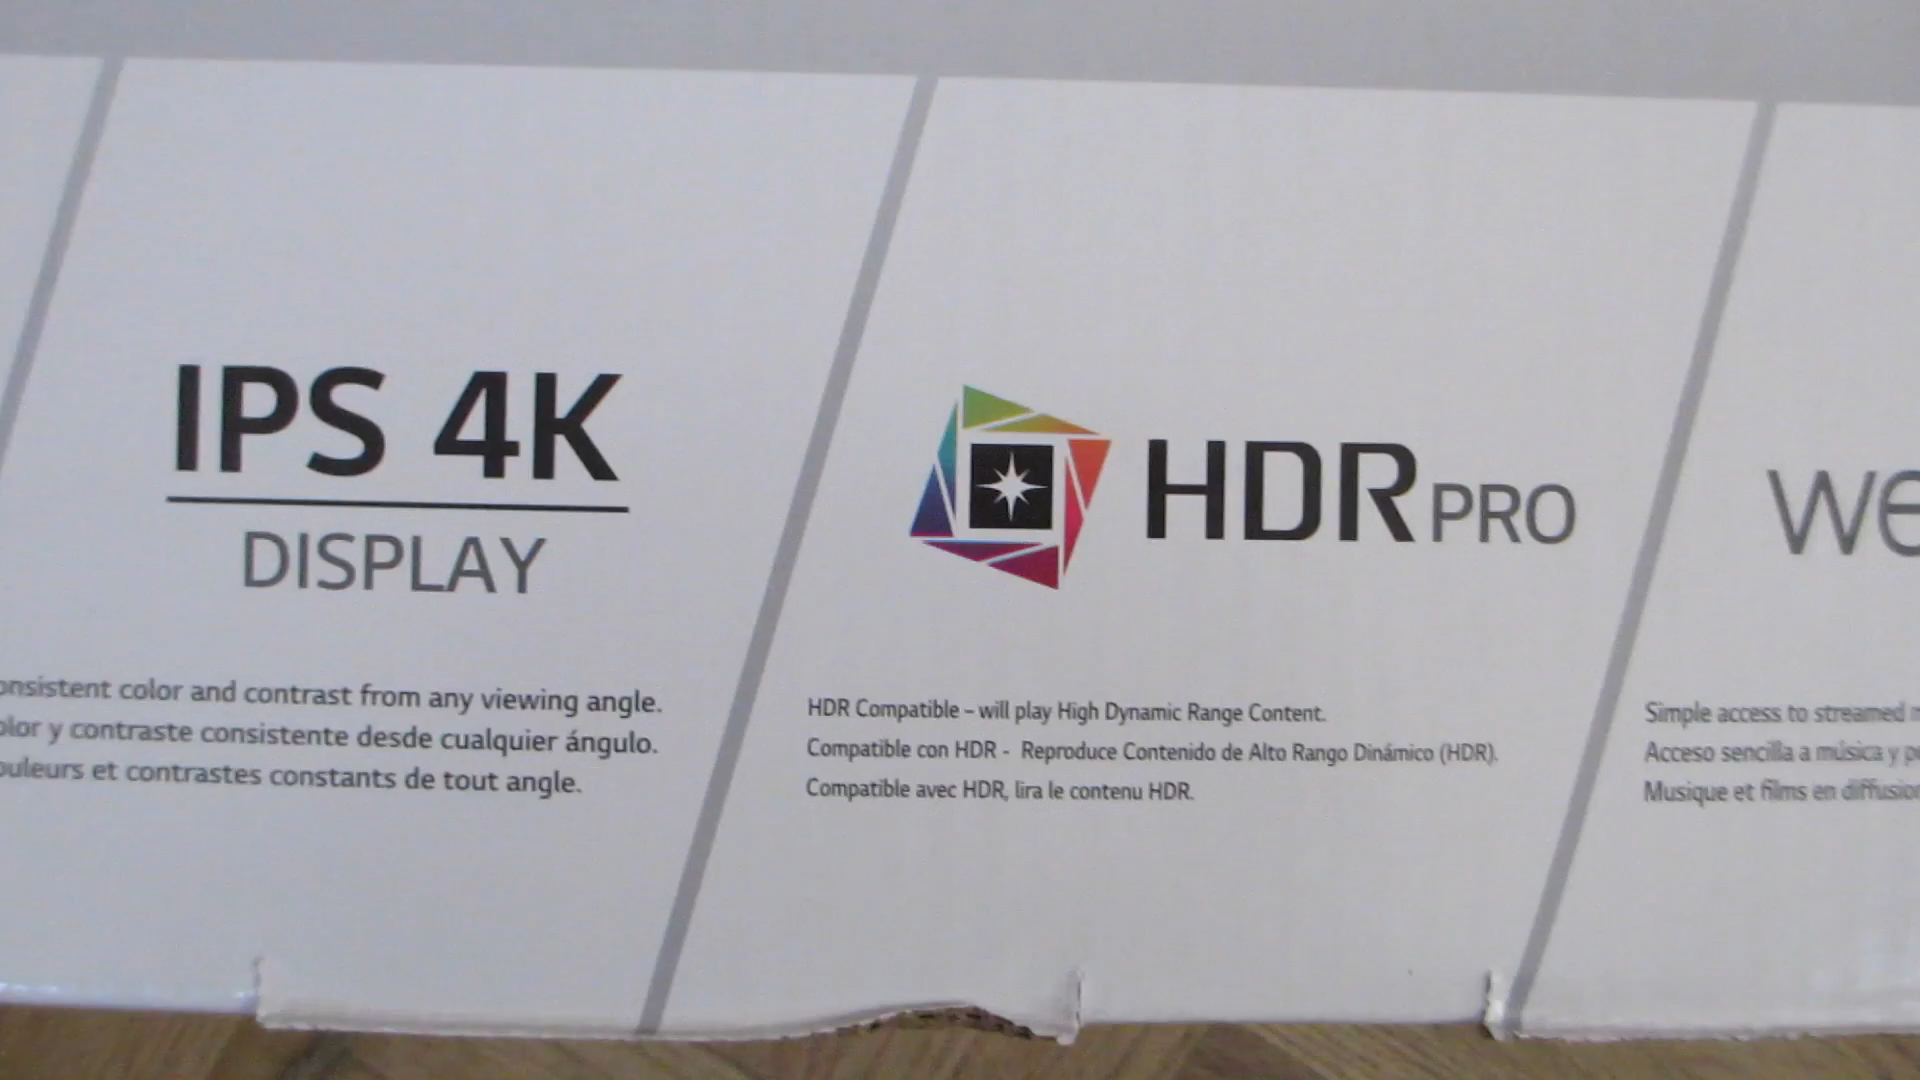 IPS 4K
DISPLAY
color and contrast from any viewing angle.
y contraste consistente desde cualquier ángulo.
et contrastes constants de tout angle.
HDR PRO
HDR Compatible – will play High Dynamic Range Content.
Compatible con HDR - Reproduce Contenido de Alto Rango Dinámico (HDR).
Compatible avec HDR, lira le contenu HDR.
we
Simple access to streamed
Acceso sencilla a música y
Musique et films en